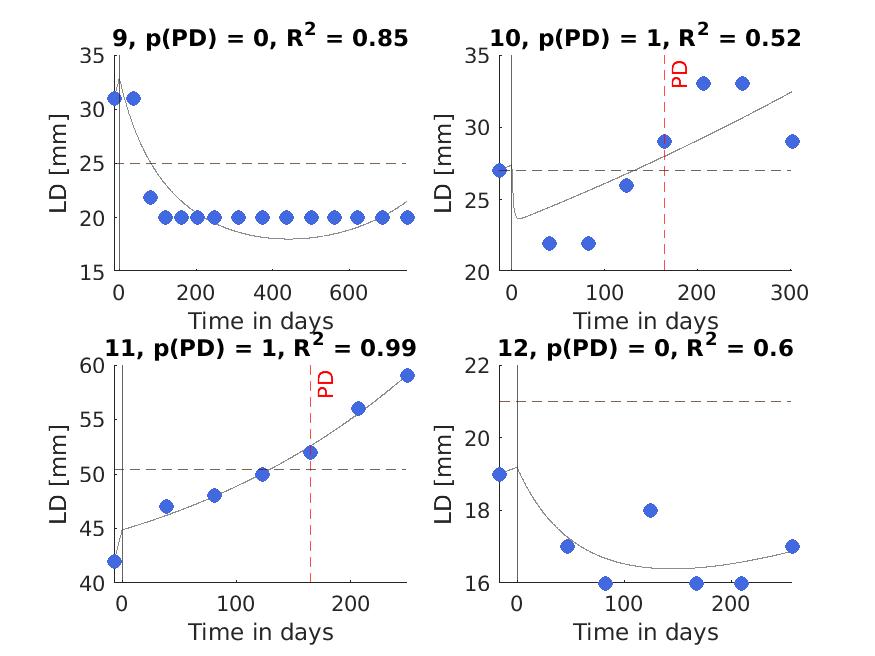 9, p(PD) = 0, R2 = 0.85
35
30
25
20
15
LD [mm]
0
200
400
600
Time in days
10, p(PD) = 1, R2 = 0.52
35
30
25
20
LD [mm]
PD
0
100
200
300
Time in days
11, p(PD) = 1, R2 = 0.99
60
55
50
45
40
LD [mm]
PD
0
100
200
Time in days
12, p(PD) = 0, R2 = 0.6
22
20
18
16
LD [mm]
0
100
200
Time in days